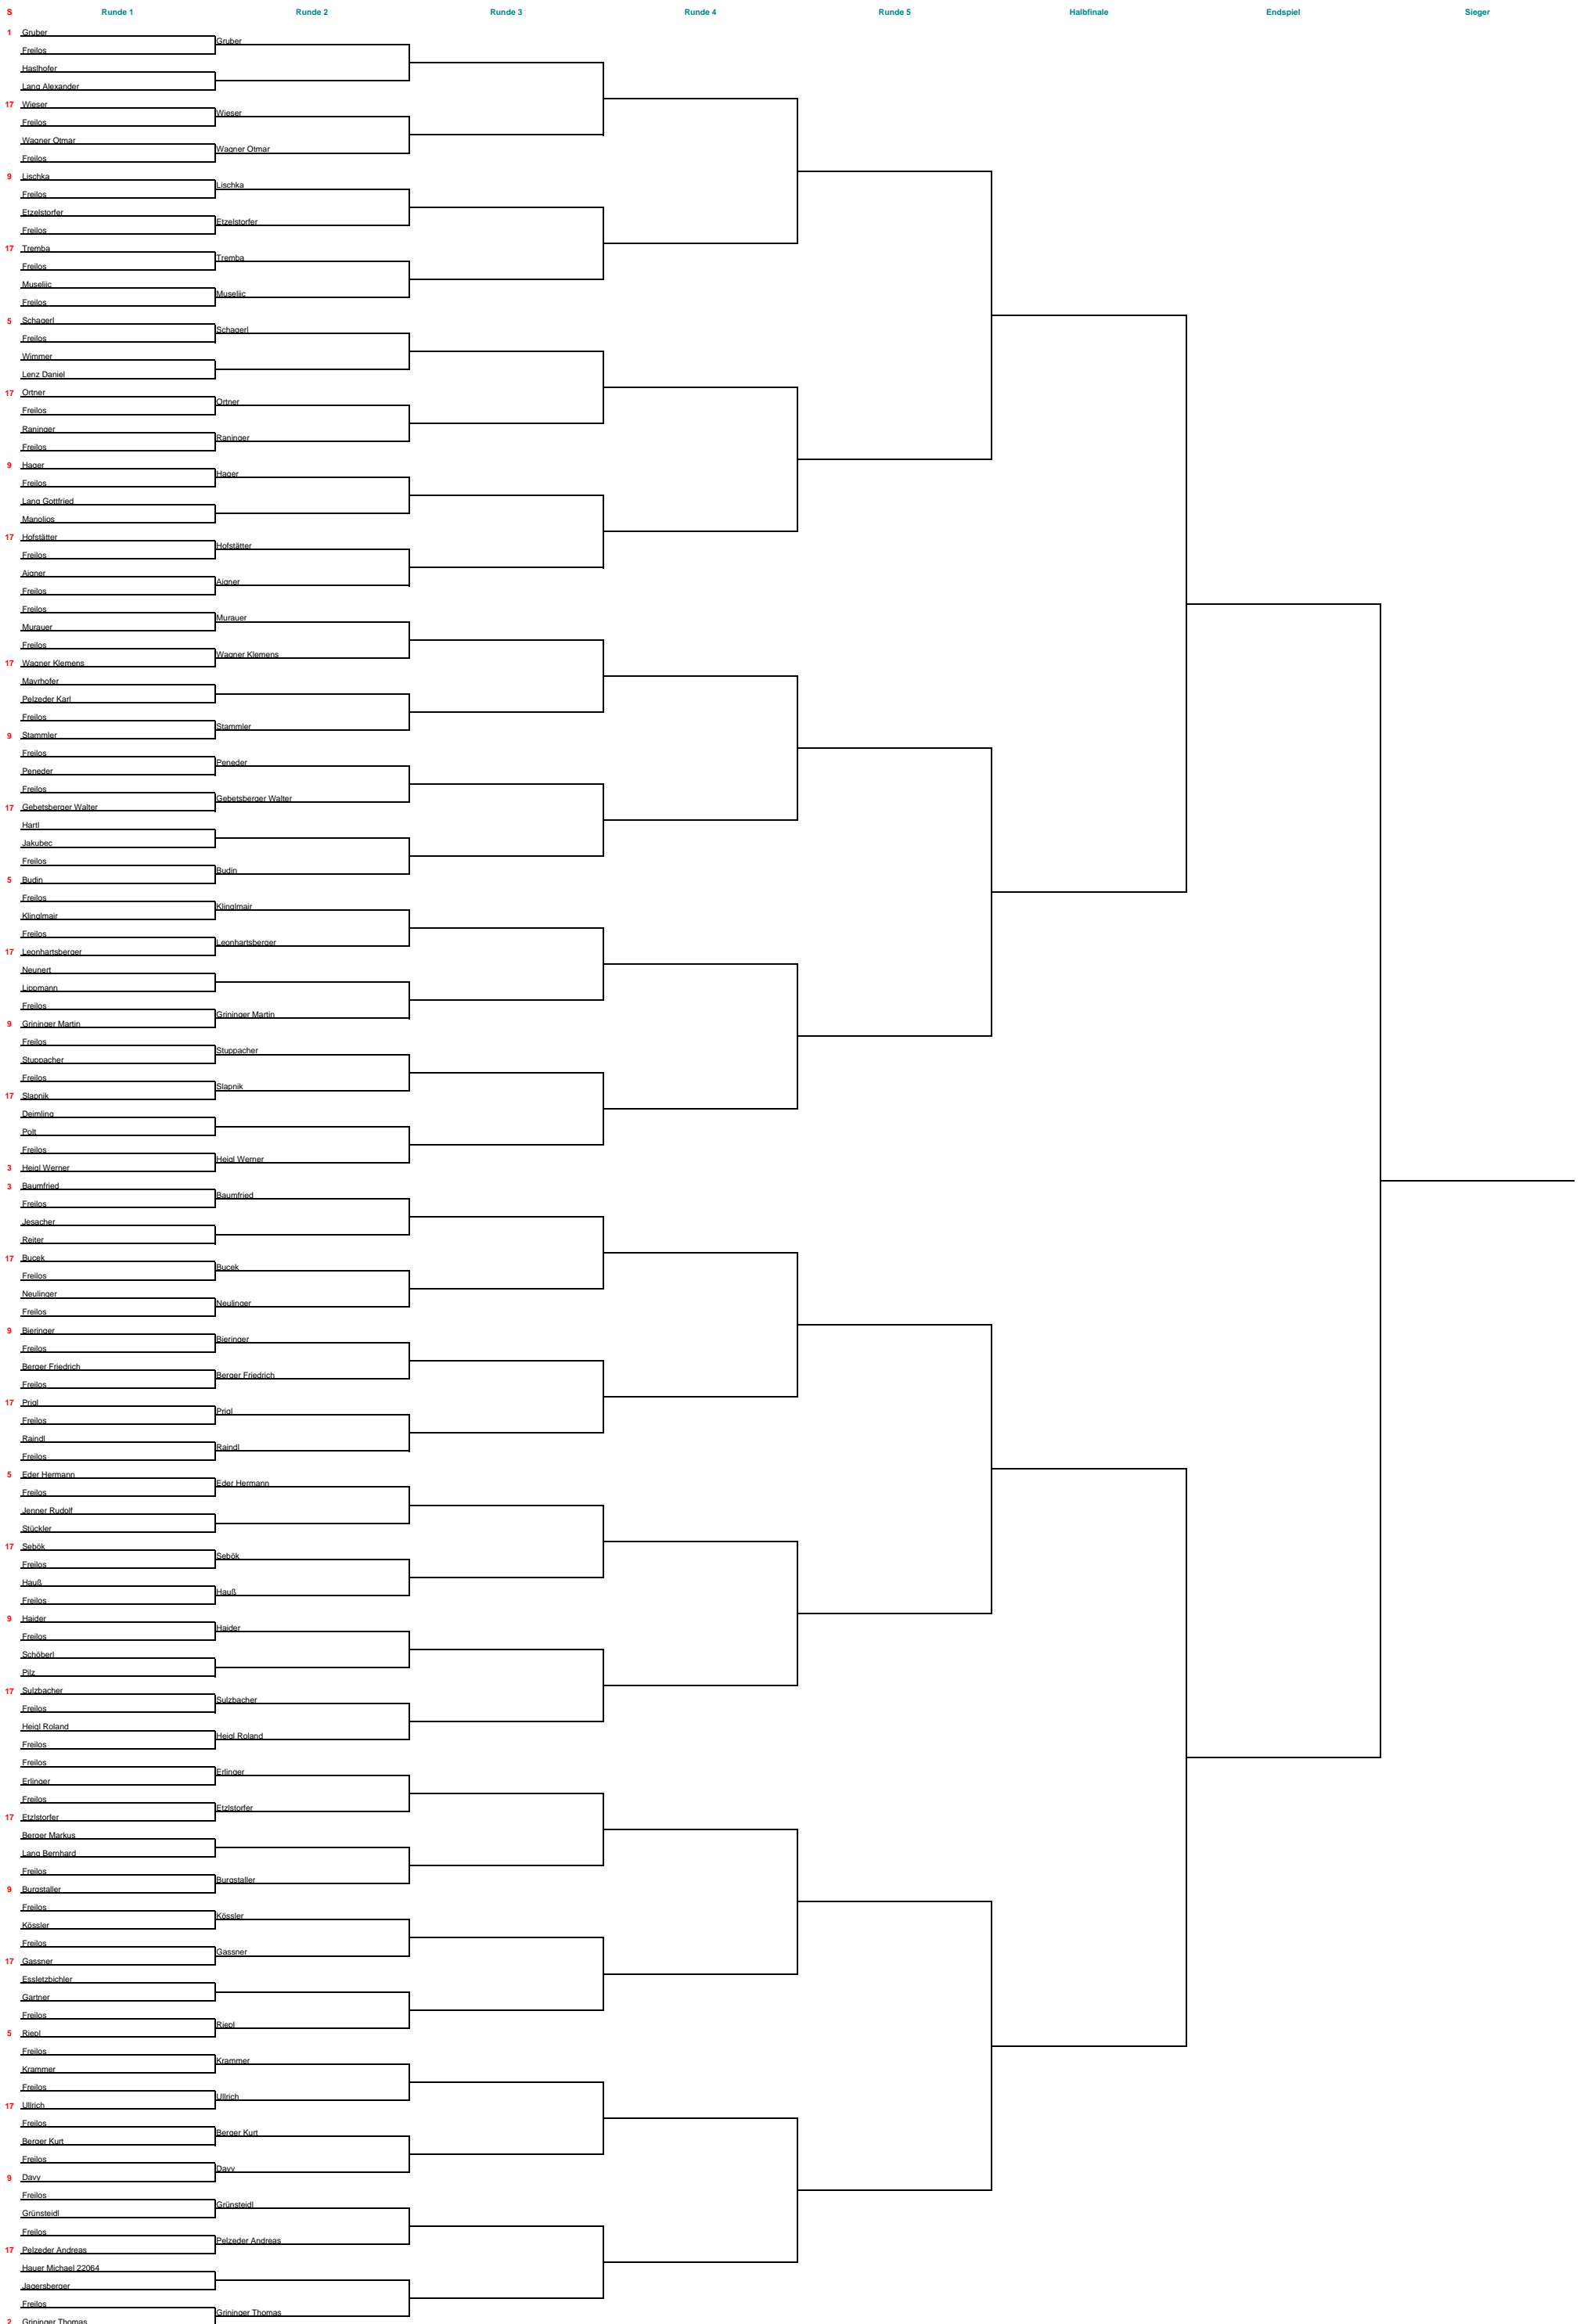 S Runde 1 Runde 2 Runde 3 Runde 4 Runde 5 Halbfinale Endspiel Sieger
1 Gruber
Gruber
Freilos
Haslhofer
Lang Alexander
17 Wieser
Wieser
Freilos
Wagner Otmar
Wagner Otmar
Freilos
9 Lischka
Lischka
Freilos
Etzelstorfer
Etzelstorfer
Freilos
17 Tremba
Tremba
Freilos
Museljic
Museljic
Freilos
5 Schagerl
Schagerl
Freilos
Wimmer
Lenz Daniel
17 Ortner
Ortner
Freilos
Raninger
Raninger
Freilos
9 Hager
Hager
Freilos
Lang Gottfried
Manolios
17 Hofstätter
Hofstätter
Freilos
Aigner
Aigner
Freilos
Freilos
Murauer
Murauer
Freilos
Wagner Klemens
17 Wagner Klemens
Mayrhofer
Pelzeder Karl
Freilos
Stammler
9 Stammler
Freilos
Peneder
Peneder
Freilos
Gebetsberger Walter
17 Gebetsberger Walter
Hartl
Jakubec
Freilos
Budin
5 Budin
Freilos
Klinglmair
Klinglmair
Freilos
Leonhartsberger
17 Leonhartsberger
Neunert
Lippmann
Freilos
Grininger Martin
9 Grininger Martin
Freilos
Stuppacher
Stuppacher
Freilos
Slapnik
17 Slapnik
Deimling
Polt
Freilos
Heigl Werner
3 Heigl Werner
3 Baumfried
Baumfried
Freilos
Jesacher
Reiter
17 Bucek
Bucek
Freilos
Neulinger
Neulinger
Freilos
9 Bieringer
Bieringer
Freilos
Berger Friedrich
Berger Friedrich
Freilos
17 Prigl
Prigl
Freilos
Raindl
Raindl
Freilos
5 Eder Hermann
Eder Hermann
Freilos
Jenner Rudolf
Stückler
17 Sebök
Sebök
Freilos
Hauß
Hauß
Freilos
9 Haider
Haider
Freilos
Schöberl
Pilz
17 Sulzbacher
Sulzbacher
Freilos
Heigl Roland
Heigl Roland
Freilos
Freilos
Erlinger
Erlinger
Freilos
Etzlstorfer
17 Etzlstorfer
Berger Markus
Lang Bernhard
Freilos
Burgstaller
9 Burgstaller
Freilos
Kössler
Kössler
Freilos
Gassner
17 Gassner
Essletzbichler
Gartner
Freilos
Riepl
5 Riepl
Freilos
Krammer
Krammer
Freilos
Ullrich
17 Ullrich
Freilos
Berger Kurt
Berger Kurt
Freilos
Davy
9 Davy
Freilos
Grünsteidl
Grünsteidl
Freilos
Pelzeder Andreas
17 Pelzeder Andreas
Hauer Michael 22064
Jagersberger
Freilos
Grininger Thomas
2 Grininger Thomas